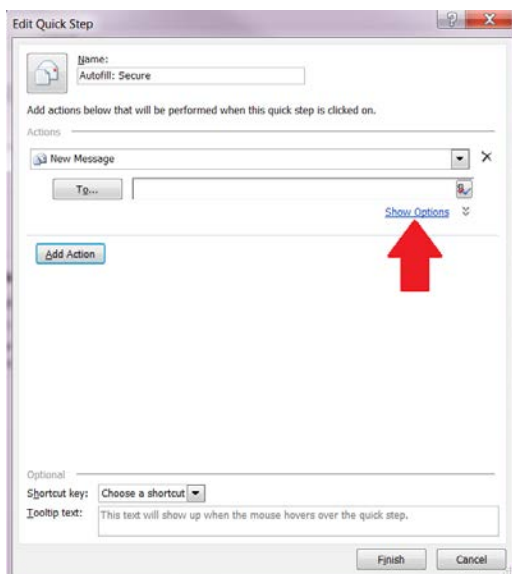 Edit Quick Step
Name:
Autofill: Secure
Add actions below that will be performed when this quick step is clicked on.
Actions
New Message
To...
Show Options
Add Action
Optional
Shortcut key: Choose a shortcut
Tooltip text: This text will show up when the mouse hovers over the quick step.
Finish Cancel